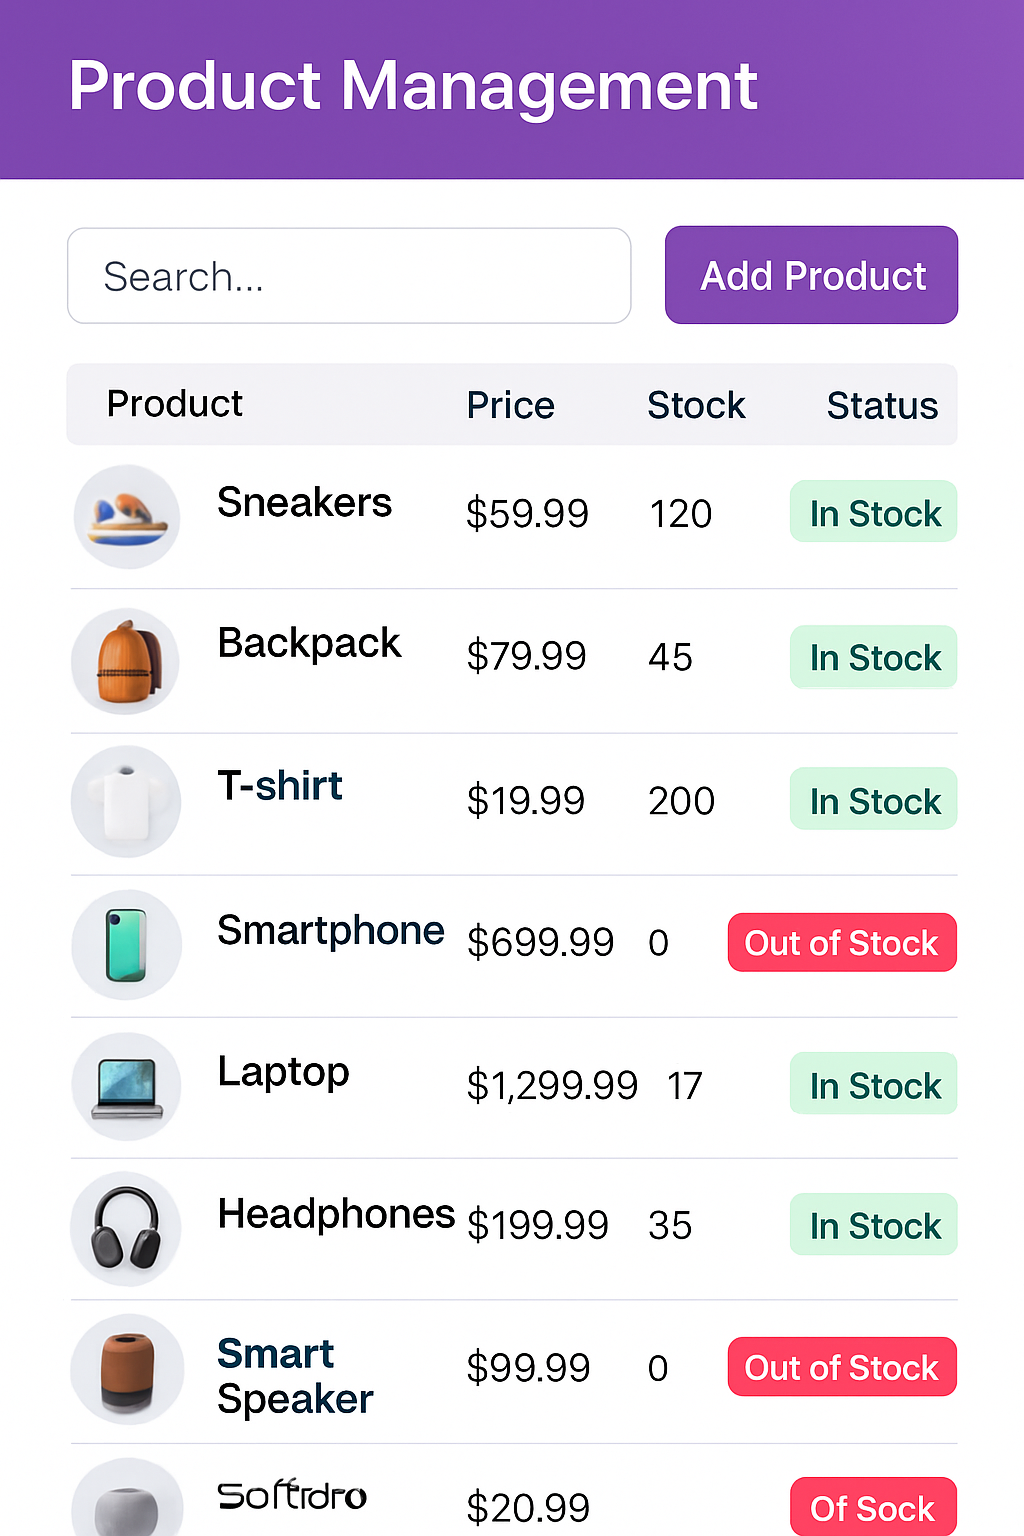 Product Management
Search...
Add Product
Product Price Stock Status
Sneakers $59.99 120 In Stock
Backpack $79.99 45 In Stock
T-shirt $19.99 200 In Stock
Smartphone $699.99 0 Out of Stock
Laptop $1,299.99 17 In Stock
Headphones $199.99 35 In Stock
Smart
Speaker $99.99 0 Out of Stock
$20.99 Of Sock